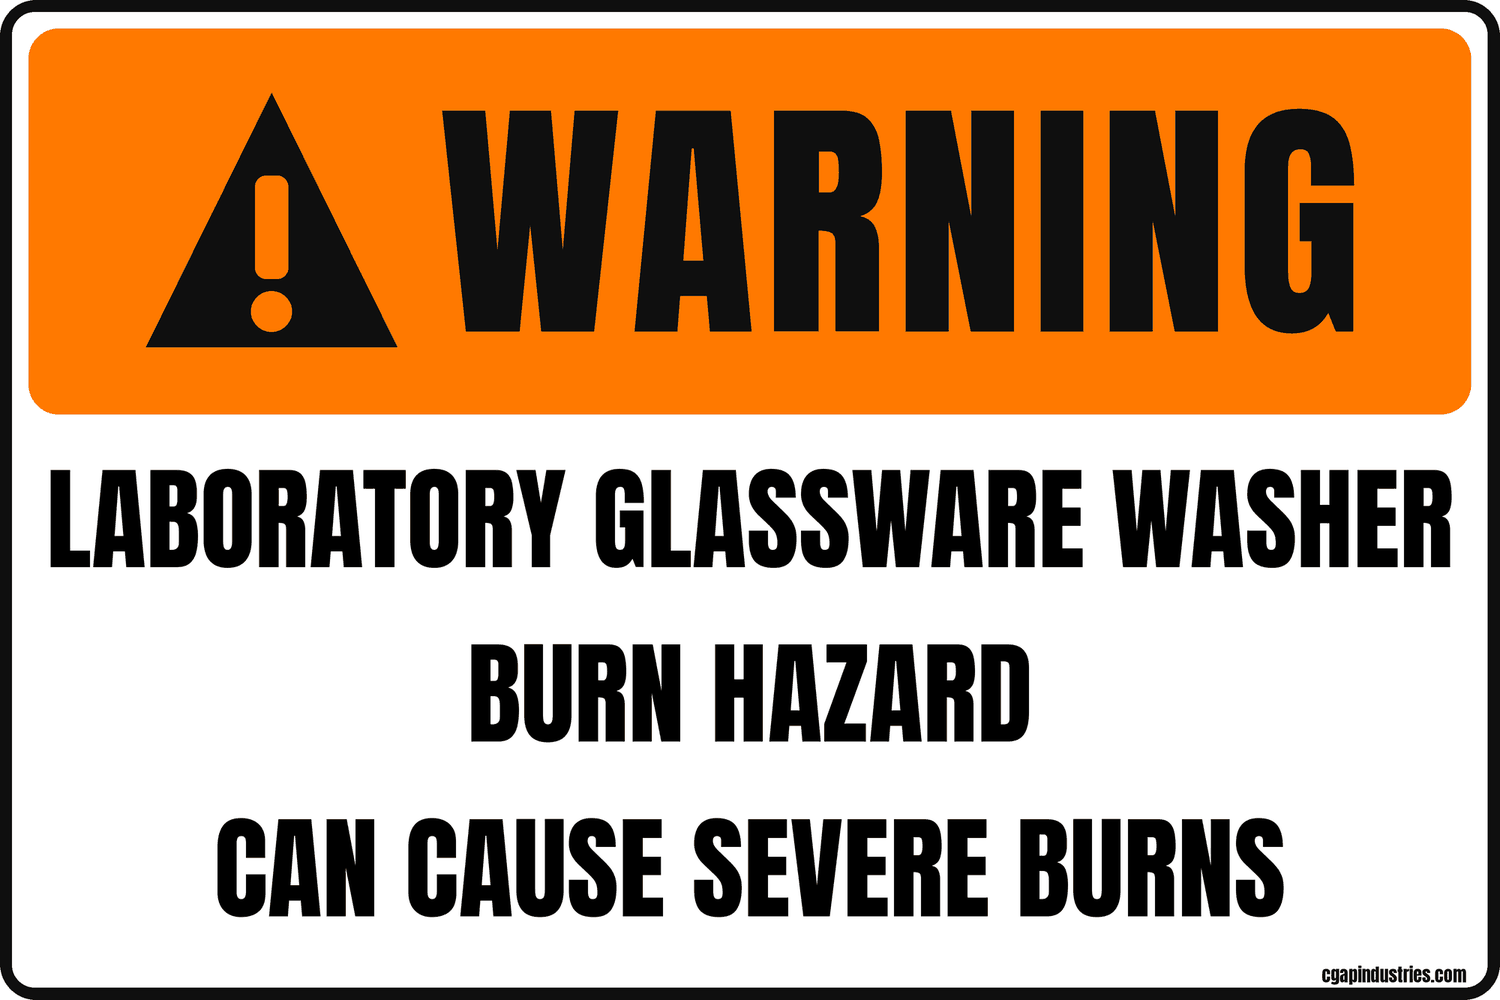 WARNING
LABORATORY GLASSWARE WASHER
BURN HAZARD
CAN CAUSE SEVERE BURNS
cgapindustries.com